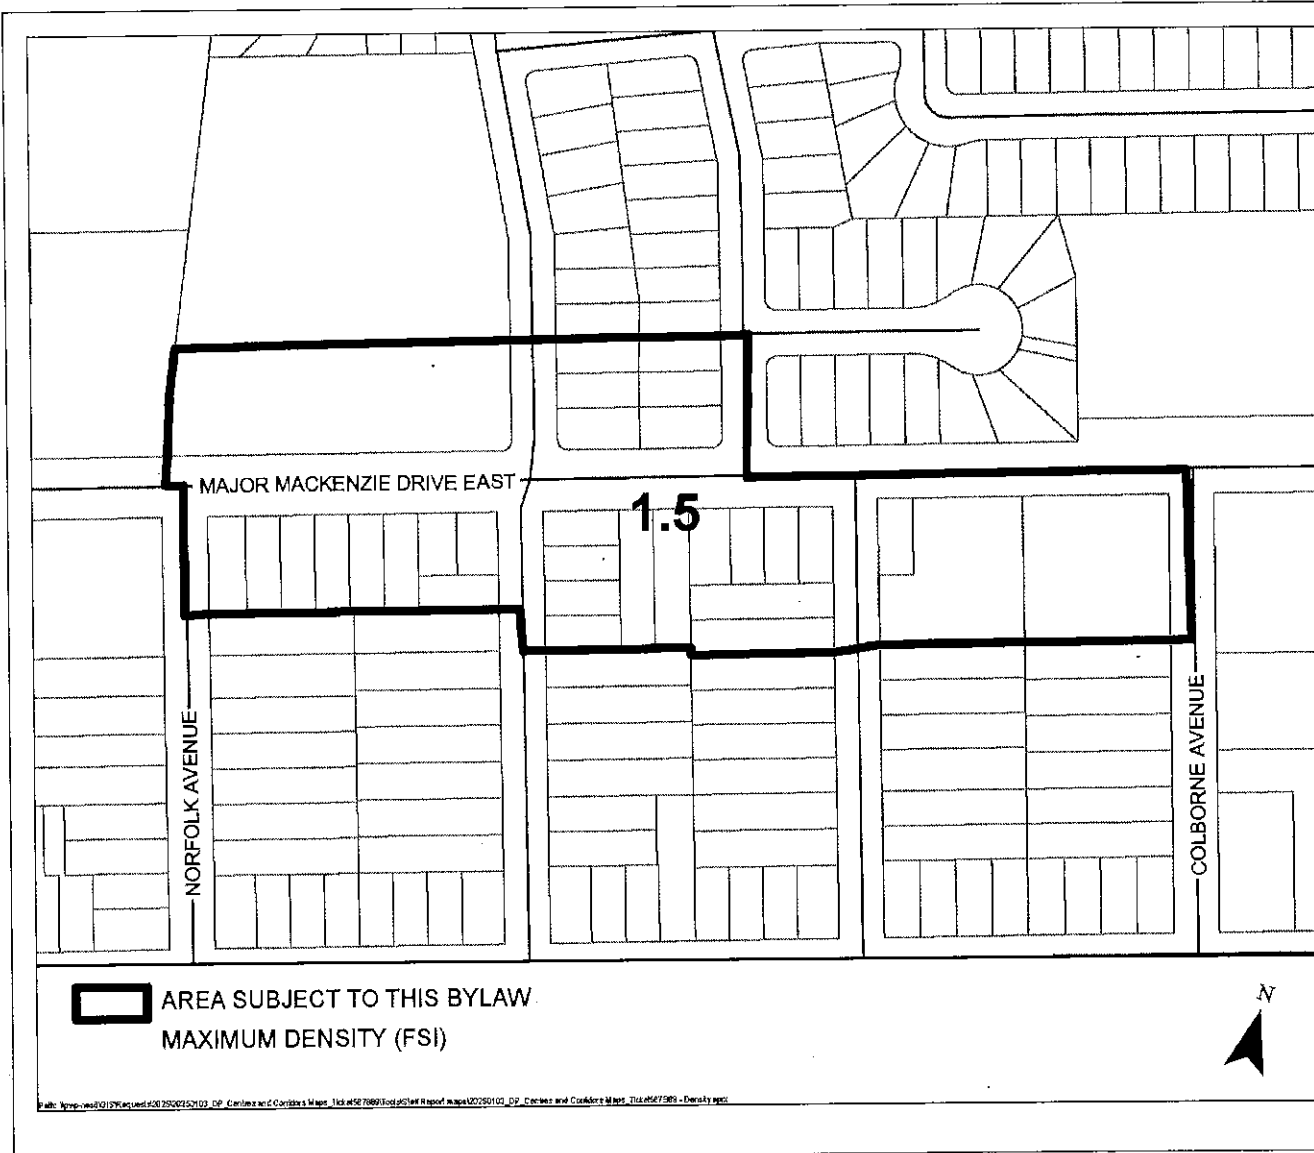 MAJOR MACKENZIE DRIVE EAST
1.5
NORFOLK AVENUE
COLBORNE AVENUE
AREA SUBJECT TO THIS BYLAW
MAXIMUM DENSITY (FSI)
N